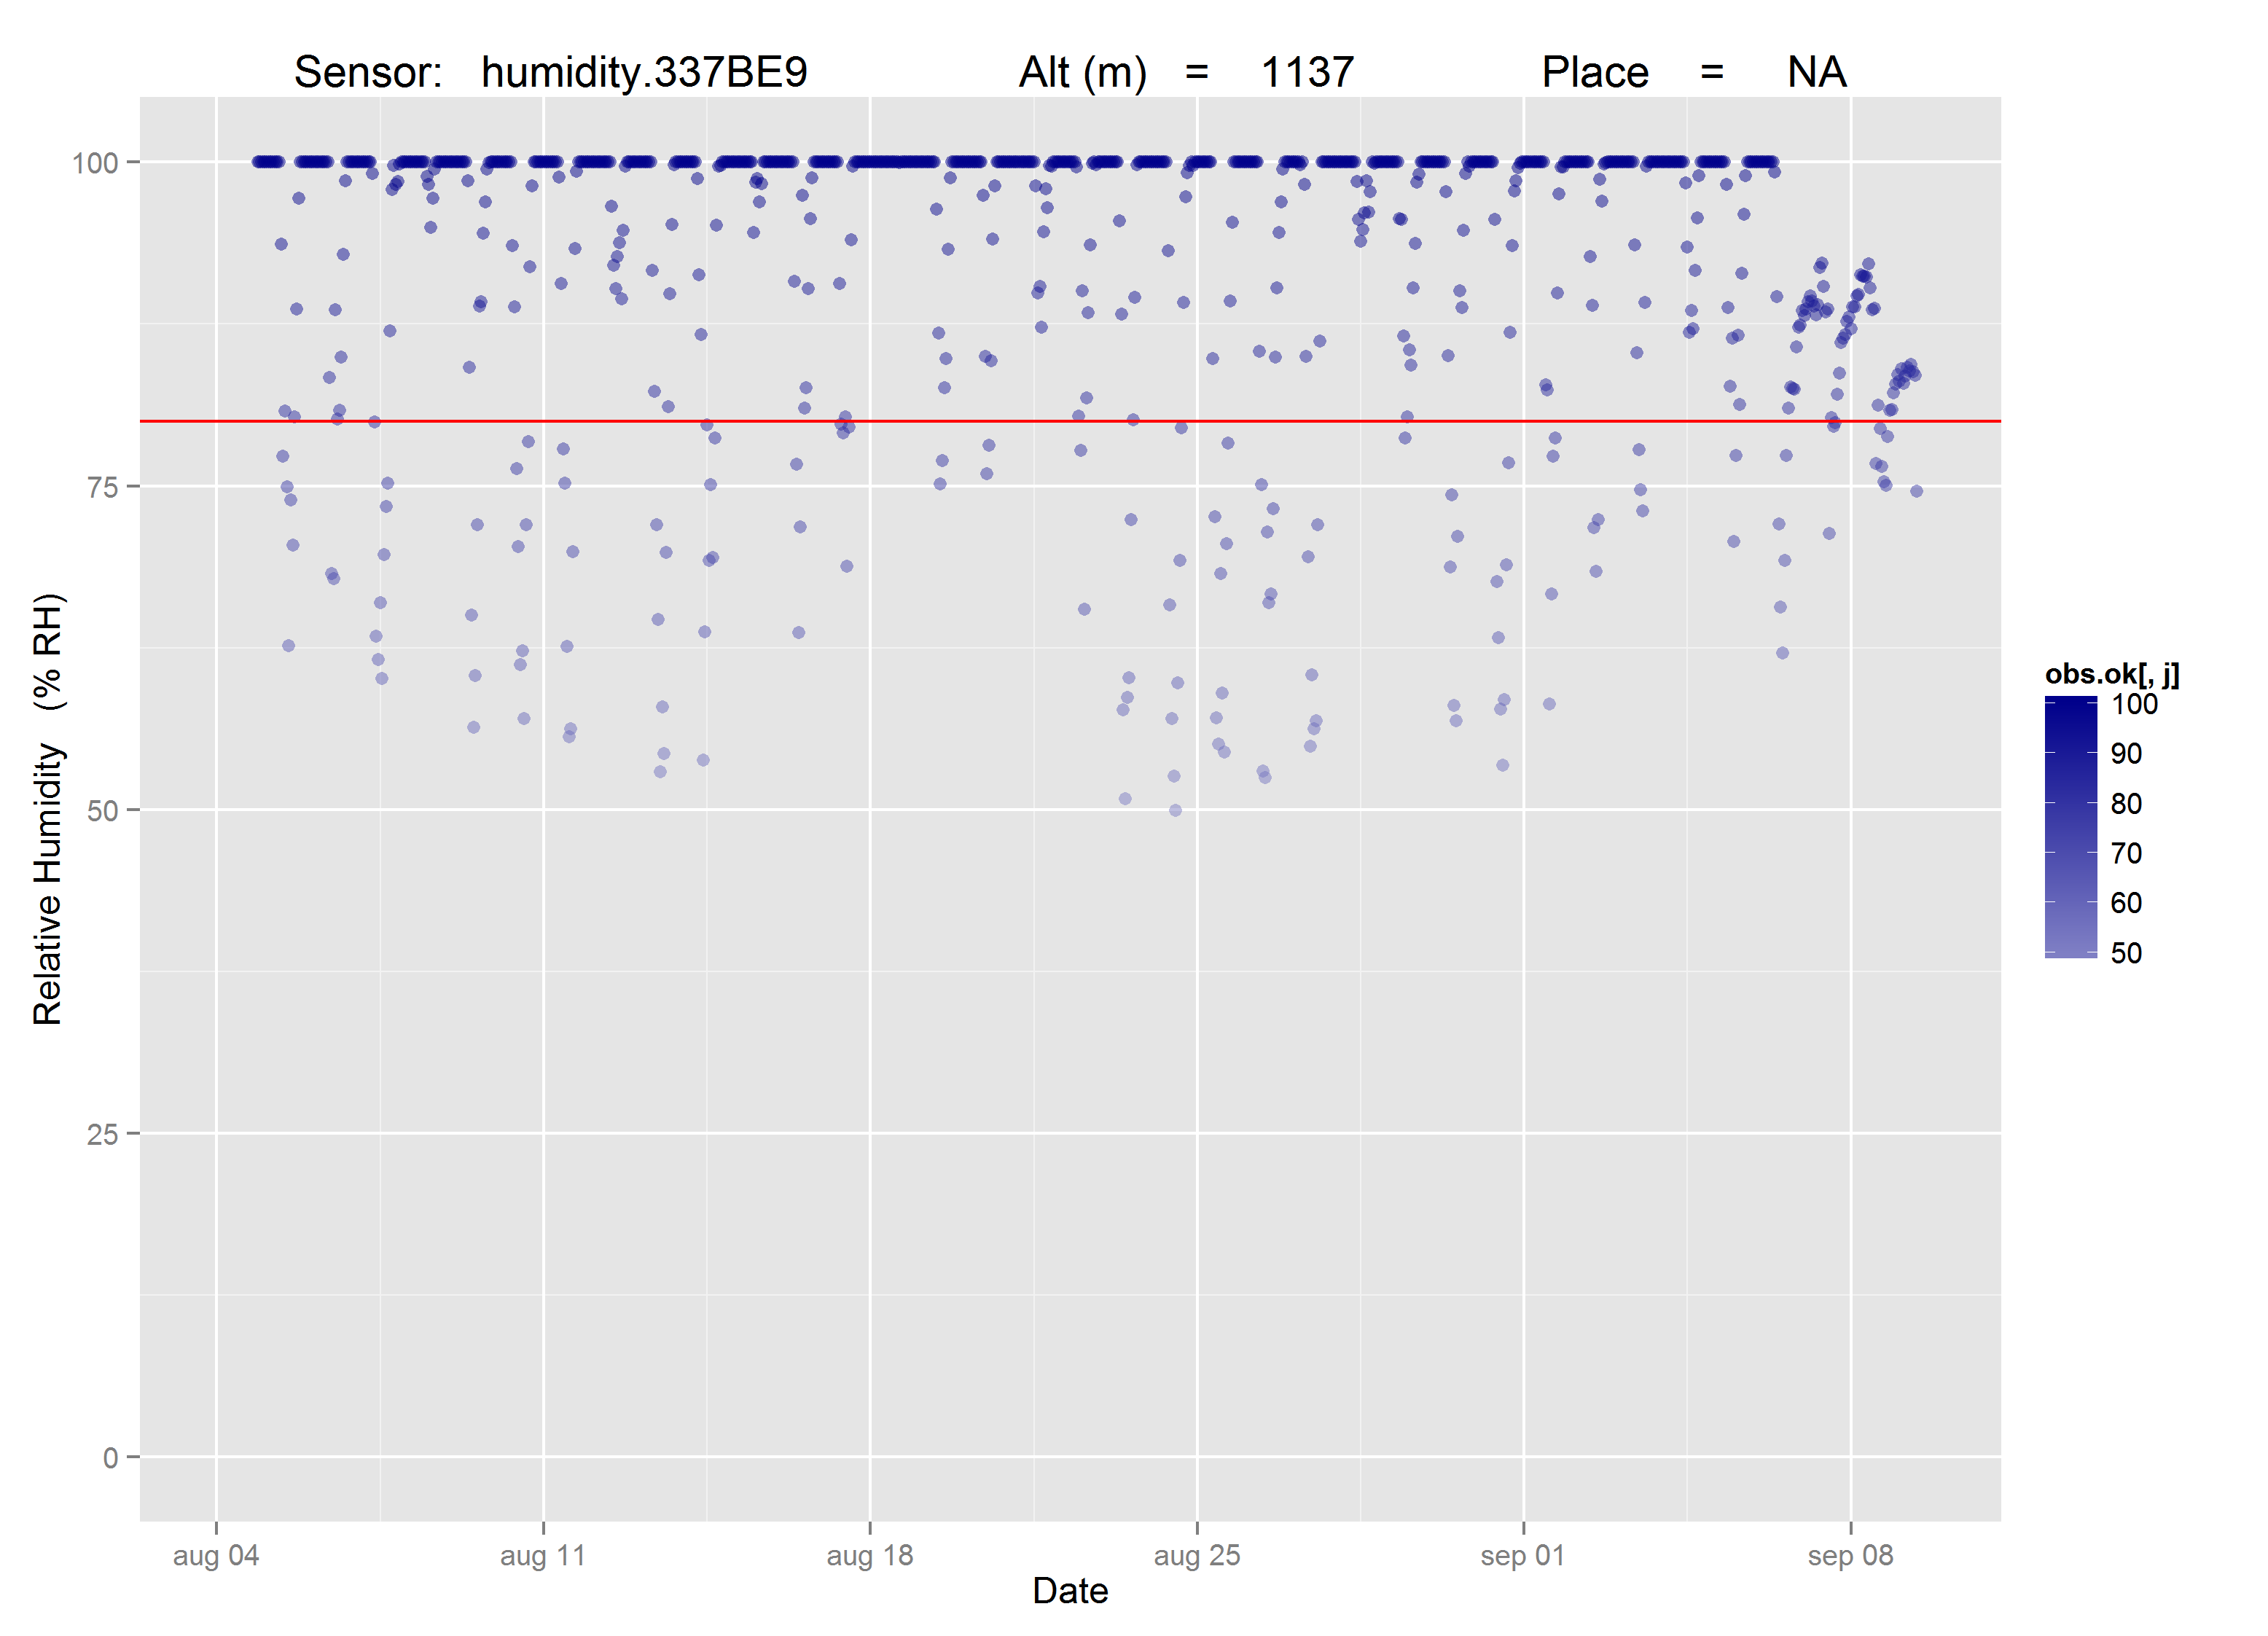 Sensor: humidity.337BE9 Alt (m) = 1137 Place = NA
100
75
50
25
0
Relative Humidity (% RH)
aug 04 aug 11 aug 18 aug 25 sep 01 sep 08
Date
obs.ok[, j]
100
90
80
70
60
50